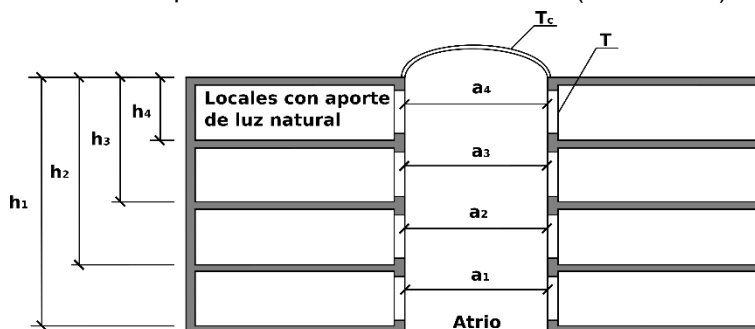 Tc
T
Locales con aporte
de luz natural
a4
h4
h3
a3
h2
h1
a2
a1
Atrio